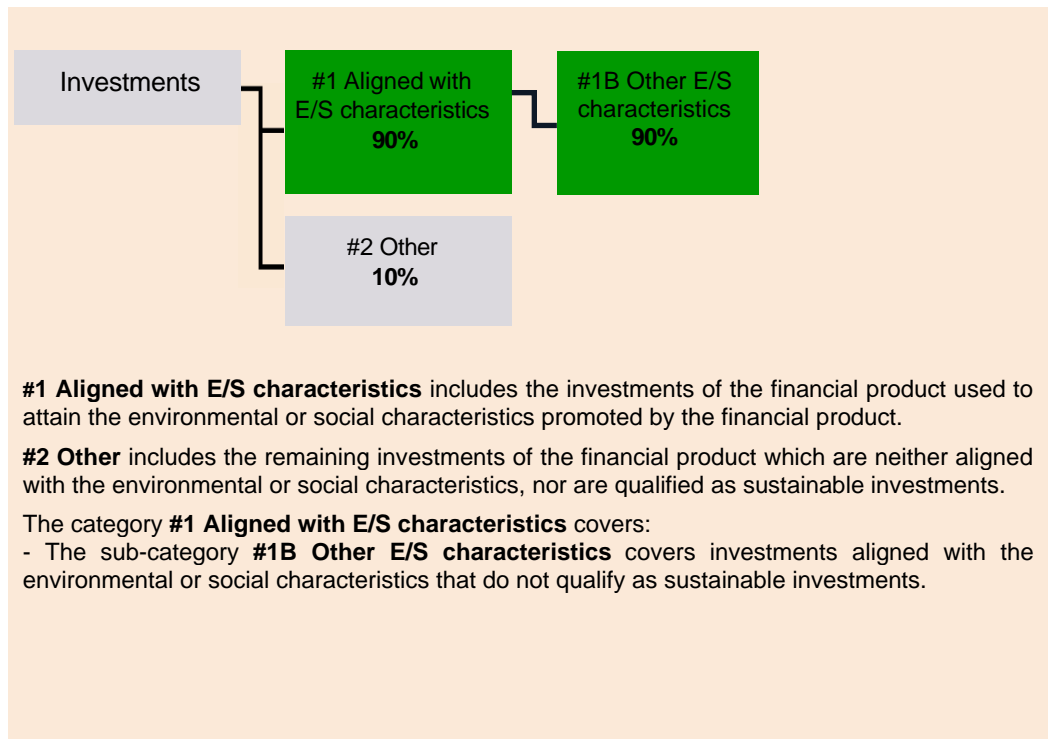 Investments
#1 Aligned with
E/S characteristics
90%
#1B Other E/S
characteristics
90%
#2 Other
10%
#1 Aligned with E/S characteristics includes the investments of the financial product used to
attain the environmental or social characteristics promoted by the financial product.
#2 Other includes the remaining investments of the financial product which are neither aligned
with the environmental or social characteristics, nor are qualified as sustainable investments.
The category #1 Aligned with E/S characteristics covers:
- The sub-category #1B Other E/S characteristics covers investments aligned with the
environmental or social characteristics that do not qualify as sustainable investments.